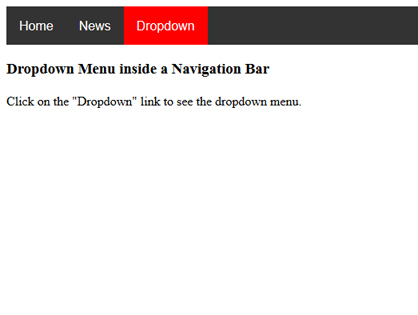 Home News Dropdown
Dropdown Menu inside a Navigation Bar
Click on the "Dropdown" link to see the dropdown menu.